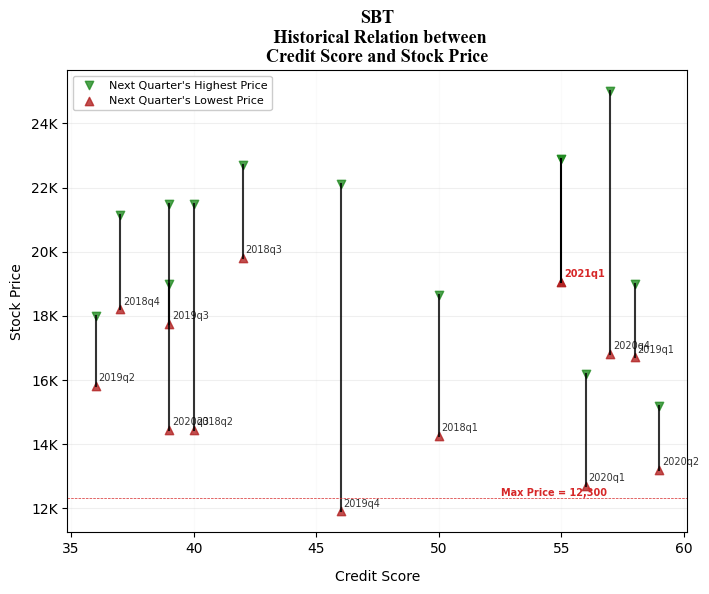 SBT
Historical Relation between
Credit Score and Stock Price
Next Quarter's Highest Price
Next Quarter's Lowest Price
24K
22K
20K
18K
16K
14K
12K
Stock Price
2018q3
2021q1
2018q4
2019q3
2020q4
2019q1
2019q2
2020q3
2018q2
2018q1
2020q2
2020q1
Max Price = 12,300
2019q4
35
40
45
50
55
60
Credit Score